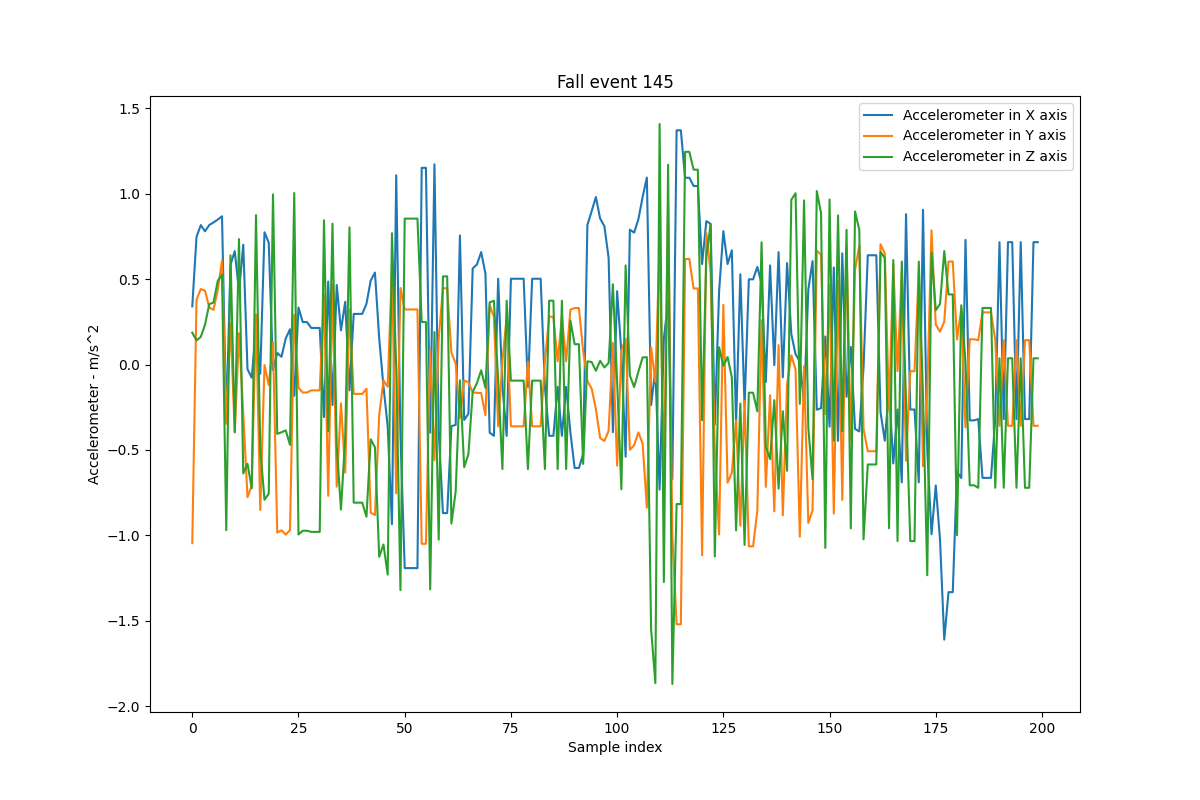 Fall event 145
Accelerometer in X axis
Accelerometer in Y axis
Accelerometer in Z axis
Accelerometer - m/s^2
1.5
1.0
0.5
0.0
−0.5
−1.0
−1.5
−2.0
0 25 50 75 100 125 150 175 200
Sample index